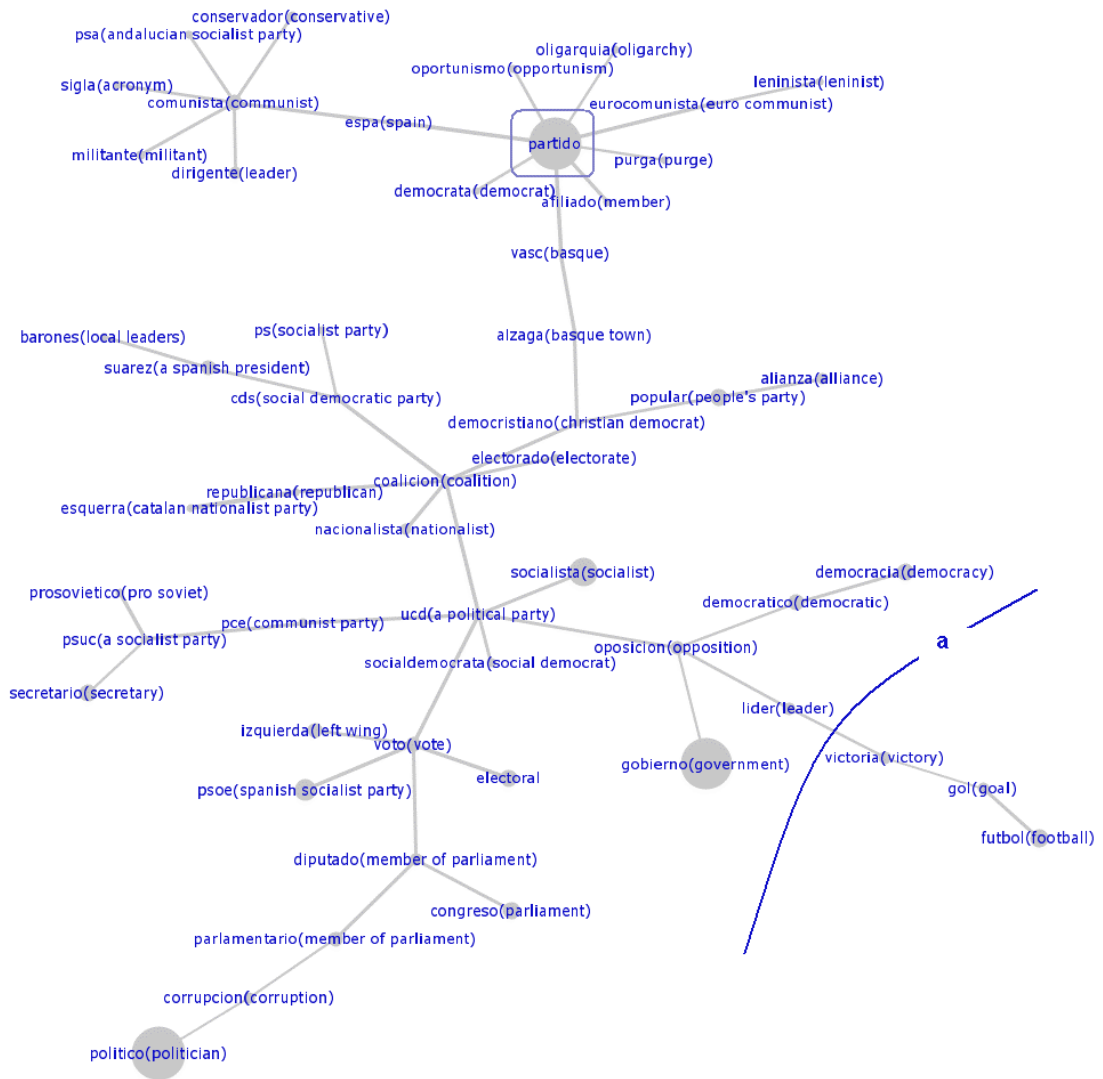 conservador(conservative)
psa(andalucian socialist party)
oligarquia(oligarchy)
oportunismo(opportunism)
leninista(leninist)
sigla(acronym)
comunista(communist)
eurocomunista(euro communist)
espa(spain)
partido
militante(militant)
purga(purge)
dirigente(leader)
democrata(democrat)
afiliado(member)
vasc(basque)
ps(socialist party)
barones(local leaders)
alzaga(basque town)
suarez(a spanish president)
alianza(alliance)
cds(social democratic party)
popular(people's party)
democristiano(christian democrat)
electorado(electorate)
coalicion(coalition)
republicana(republican)
esquerra(catalan nationalist party)
nacionalista(nationalist)
socialista(socialist)
democracia(democracy)
prosovietico(pro soviet)
democratico(democratic)
ucd(a political party)
pce(communist party)
psuc(a socialist party)
a
oposicion(opposition)
socialdemocrata(social democrat)
secretario(secretary)
lider(leader)
izquierda(left wing)
voto(vote)
victoria(victory)
gobierno(government)
electoral
psoe(spanish socialist party)
gol(goal)
futbol(football)
diputado(member of parliament)
congreso(parliament)
parlamentario(member of parliament)
corrupcion(corruption)
politico(politician)